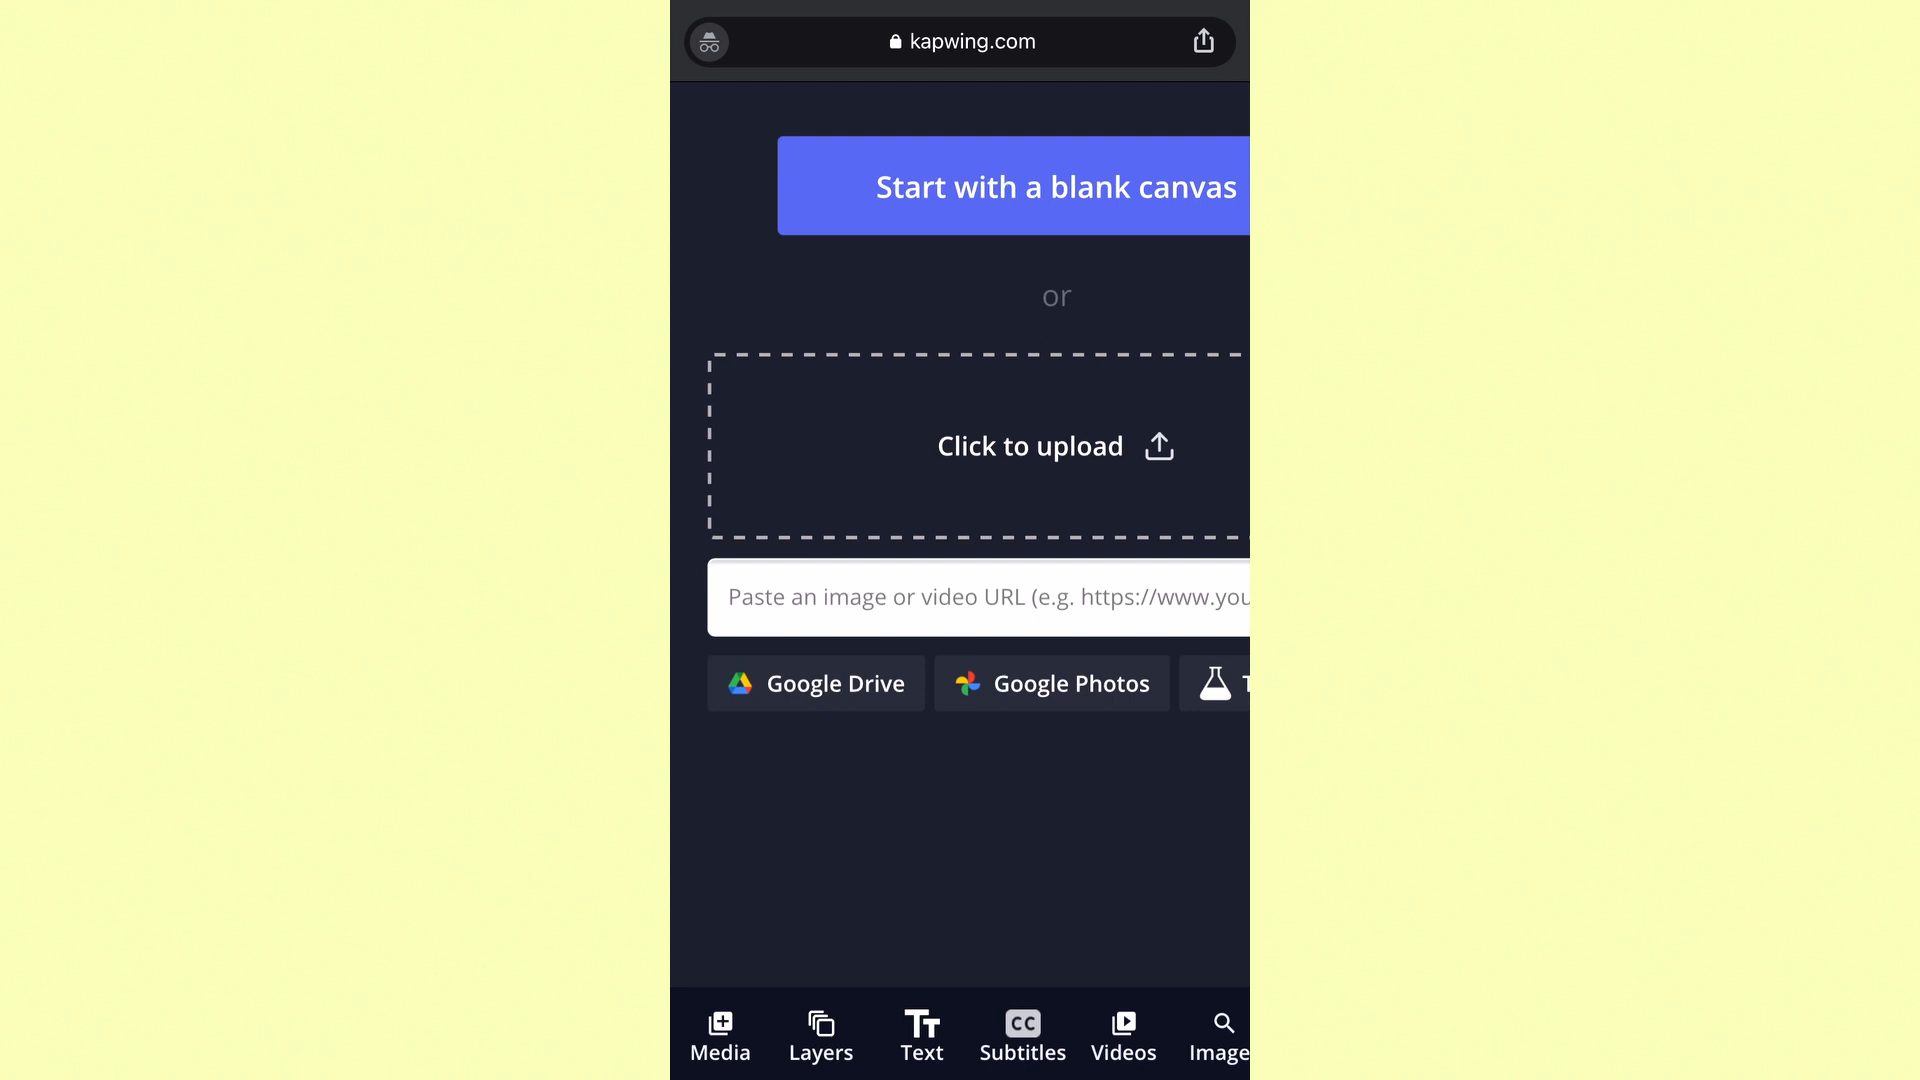 kapwing.com
Start with a blank canvas
or
Click to upload
Paste an image or video URL (e.g. https://www.you
Google Drive
Google Photos
T
Media
Layers
Text
CC
Subtitles
Videos
Image